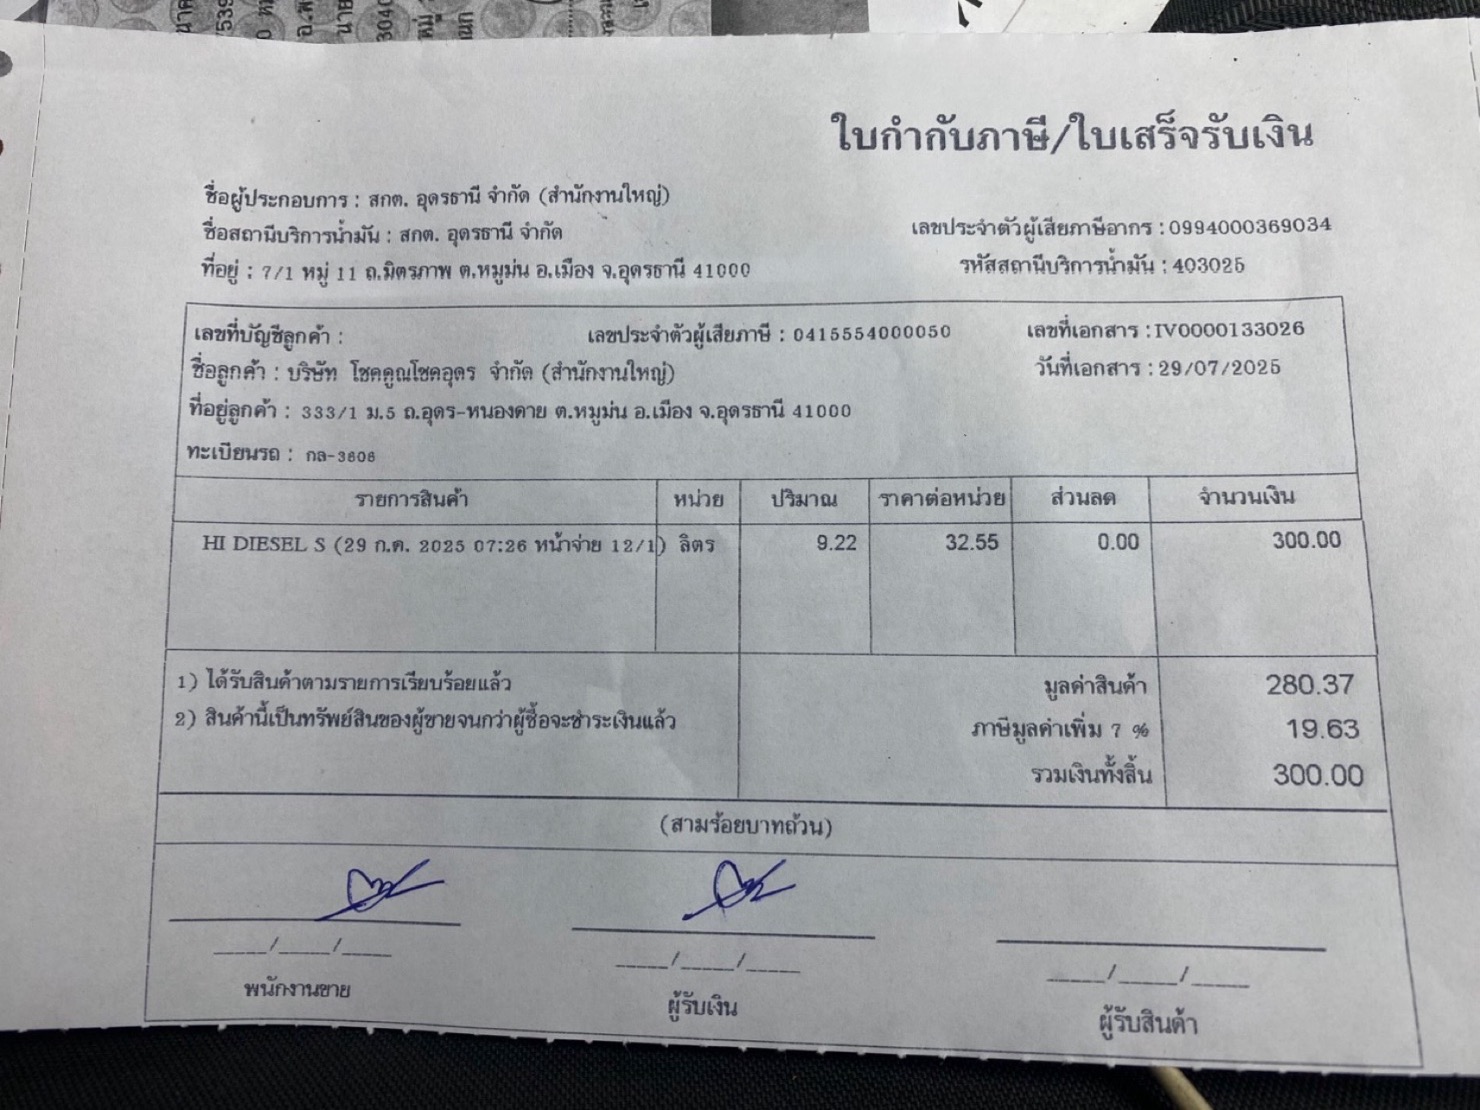 ใบกำกับภาษี/ใบเสร็จรับเงิน
ชื่อผู้ประกอบการ : สกต. อุดรธานี จำกัด (สำนักงานใหญ่)
ชื่อสถานีบริการน้ำมัน : สกต. อุดรธานี จำกัด
เลขประจำตัวผู้เสียภาษีอากร : 0994000369034
ที่อยู่ : 7/1 หมู่ 11 ถ.มิตรภาพ ต.หมูม่น อ.เมือง จ.อุดรธานี 41000
รหัสสถานีบริการน้ำมัน : 403025
เลขที่บัญชีลูกค้า : เลขประจำตัวผู้เสียภาษี : 0415554000050 เลขที่เอกสาร : IV0000133026
ชื่อลูกค้า : บริษัท โชคคูณโชคอุดร จำกัด (สำนักงานใหญ่) วันที่เอกสาร : 29/07/2025
ที่อยู่ลูกค้า : 333/1 ม.5 ถ.อุดร-หนองคาย ต.หมูม่น อ.เมือง จ.อุดรธานี 41000
ทะเบียนรถ : กล-3606
รายการสินค้า หน่วย ปริมาณ ราคาต่อหน่วย ส่วนลด จำนวนเงิน
HI DIESEL S (29 ก.ค. 2025 07:26 หน้าจ่าย 12/1) ลิตร 9.22 32.55 0.00 300.00
1) ได้รับสินค้าตามรายการเรียบร้อยแล้ว มูลค่าสินค้า 280.37
2) สินค้านี้เป็นทรัพย์สินของผู้ขายจนกว่าผู้ซื้อจะชำระเงินแล้ว ภาษีมูลค่าเพิ่ม 7 % 19.63
รวมเงินทั้งสิ้น 300.00
(สามร้อยบาทถ้วน)
____/____/____ ____/____/____ ____/____/____
พนักงานขาย ผู้รับเงิน ผู้รับสินค้า